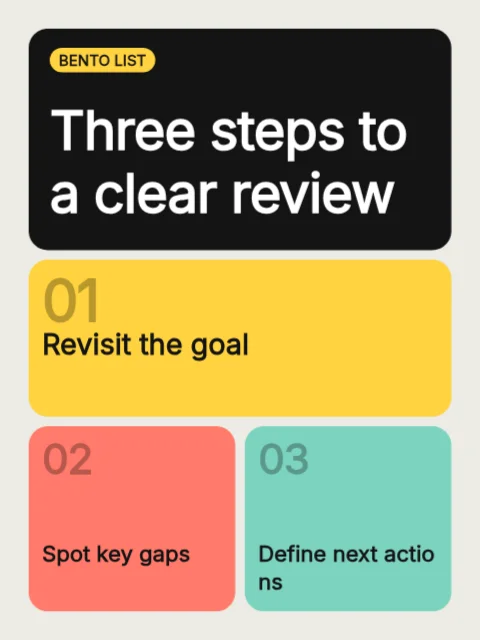 BENTO LIST
Three steps to
a clear review
01
Revisit the goal
02
Spot key gaps
03
Define next actio
ns